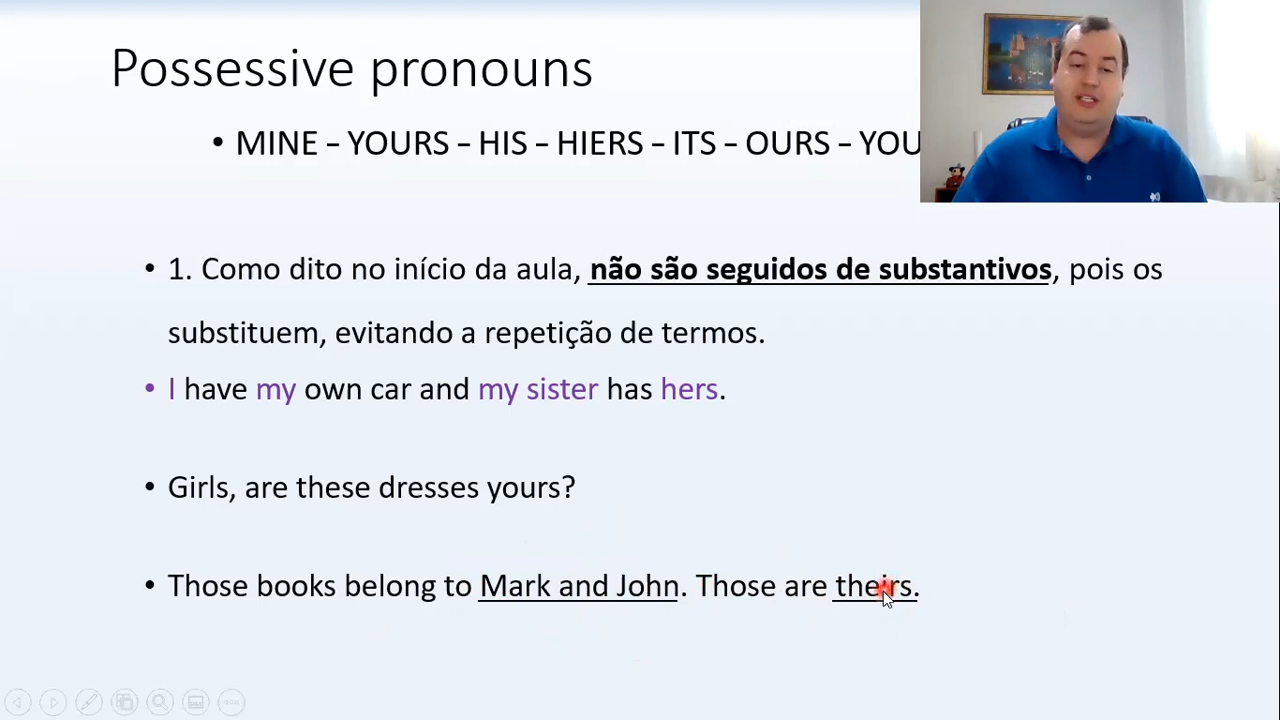 Possessive pronouns
• MINE – YOURS – HIS – HIERS – ITS – OURS – YOU
• 1. Como dito no início da aula, não são seguidos de substantivos, pois os
substituem, evitando a repetição de termos.
• I have my own car and my sister has hers.
• Girls, are these dresses yours?
• Those books belong to Mark and John. Those are theirs.